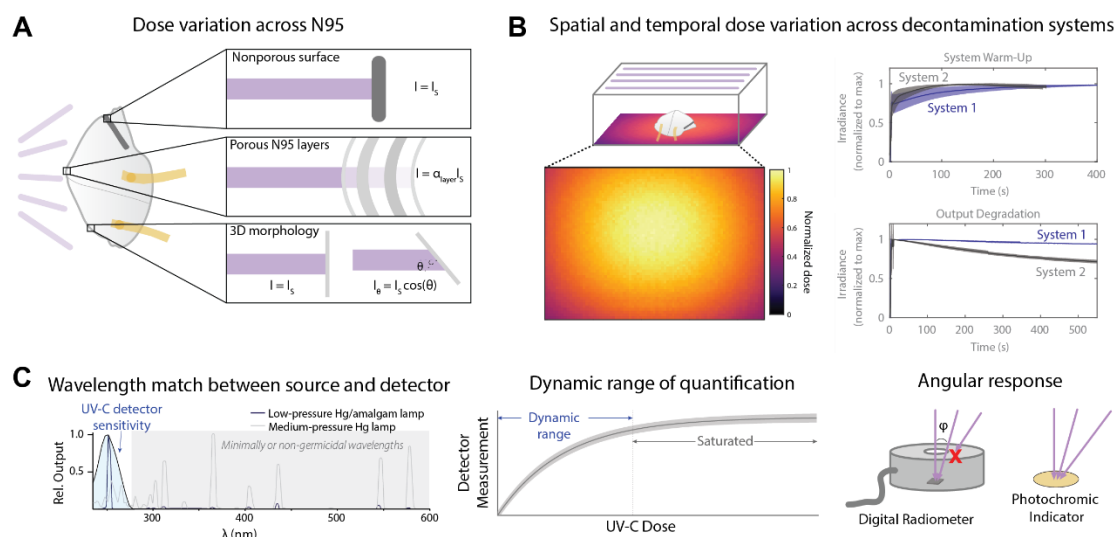 A
Dose variation across N95
Nonporous surface
I = Iₛ
Porous N95 layers
I = α_layer Iₛ
3D morphology
θ
I = Iₛ
I_θ = Iₛ cos(θ)
B
Spatial and temporal dose variation across decontamination systems
1
0.8
0.6
0.4
0.2
0
Normalized dose
System Warm-Up
System 2
System 1
1
0.5
0
Irradiance
(normalized to max)
100
200
300
400
Time (s)
Output Degradation
System 1
System 2
1
0.5
0
Irradiance
(normalized to max)
0
100
200
300
400
500
Time (s)
C
Wavelength match between source and detector
UV-C detector
sensitivity
Low-pressure Hg/amalgam lamp
Medium-pressure Hg lamp
Minimally or non-germicidal wavelengths
1.0
0.5
Rel. Output
300
400
500
600
λ (nm)
Dynamic range of quantification
Dynamic
range
Saturated
Detector
Measurement
UV-C Dose
Angular response
φ
X
Digital Radiometer
Photochromic
Indicator